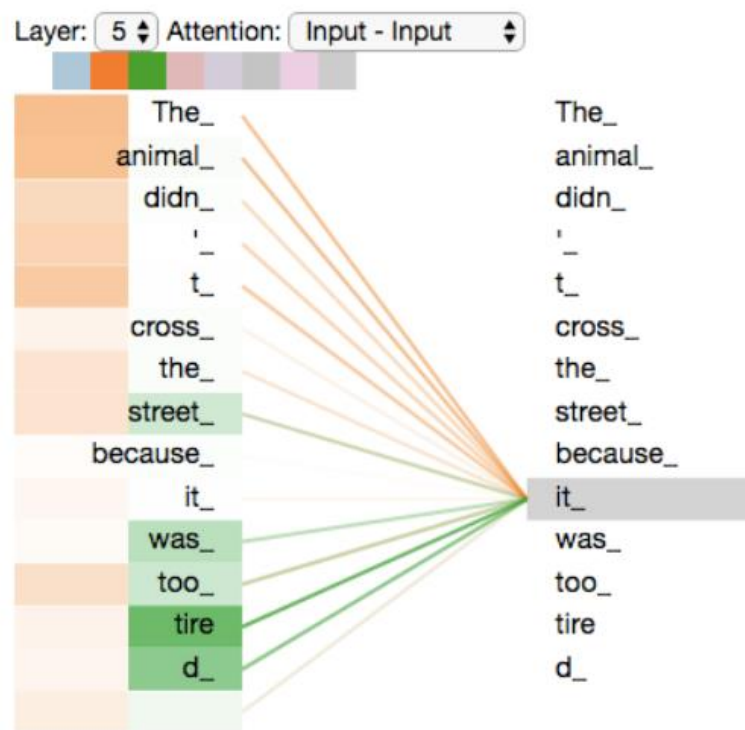 Layer: 5 Attention: Input - Input
The_ The_
animal_ animal_
didn_ didn_
'_ '_
t_ t_
cross_ cross_
the_ the_
street_ street_
because_ because_
it_ it_
was_ was_
too_ too_
tire tire
d_ d_